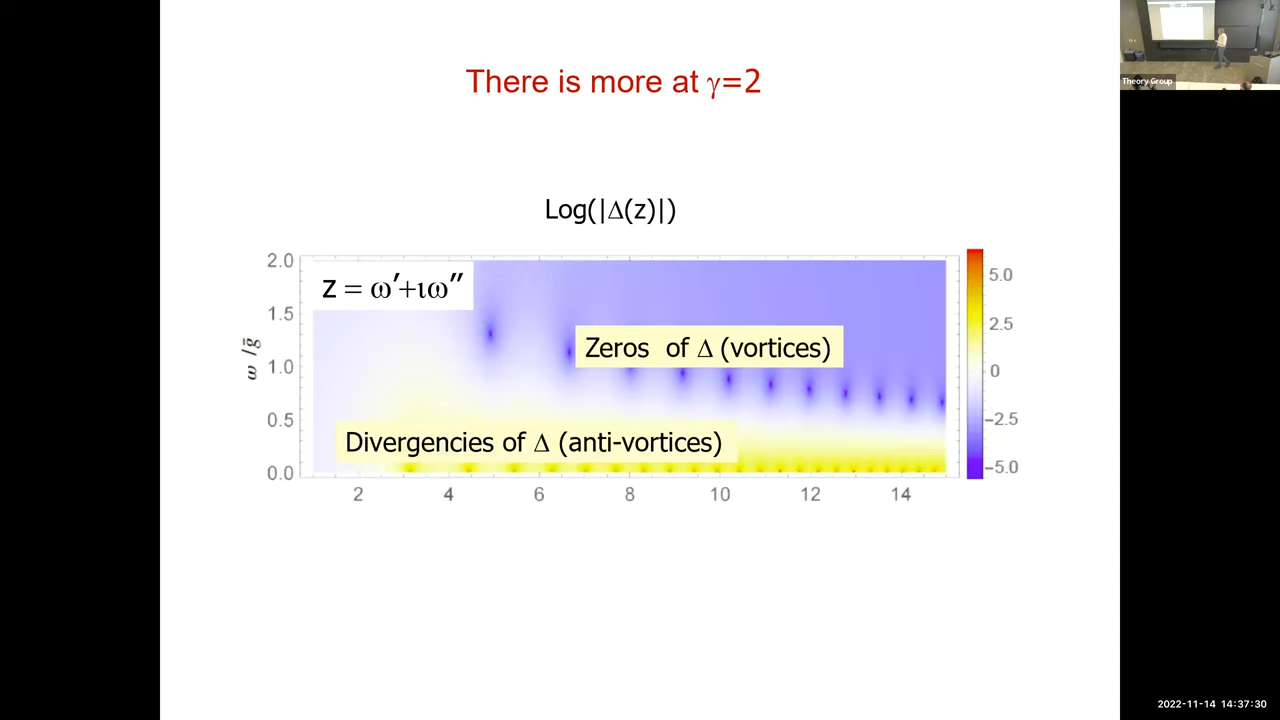 There is more at γ=2
Log(|Δ(z)|)
z = ω′+ιω″
Zeros of Δ (vortices)
Divergencies of Δ (anti-vortices)
ω /ḡ
2.0
1.5
1.0
0.5
0.0
2 4 6 8 10 12 14
5.0
2.5
0
−2.5
−5.0
Theory Group
2022-11-14 14:37:30